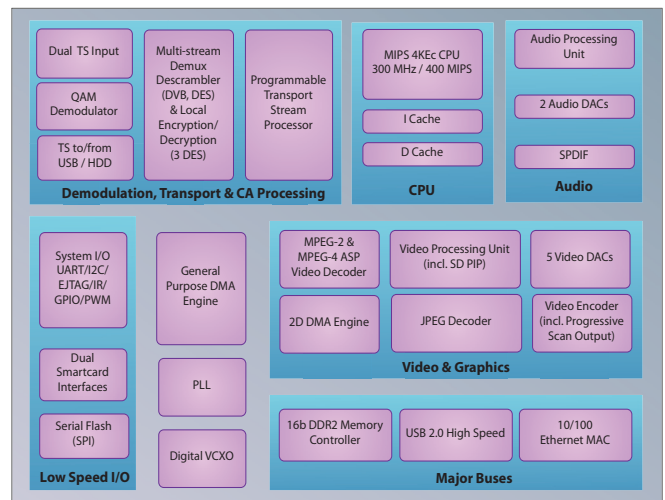 Dual TS Input
QAM
Demodulator
TS to/from
USB / HDD
Multi-stream
Demux
Descrambler
(DVB, DES)
& Local
Encryption/
Decryption
(3 DES)
Programmable
Transport
Stream
Processor
Demodulation, Transport & CA Processing
MIPS 4KEc CPU
300 MHz / 400 MIPS
I Cache
D Cache
CPU
Audio Processing
Unit
2 Audio DACs
SPDIF
Audio
System I/O
UART/I2C/
EJTAG/IR/
GPIO/PWM
Dual
Smartcard
Interfaces
Serial Flash
(SPI)
Low Speed I/O
General
Purpose DMA
Engine
PLL
Digital VCXO
MPEG-2 &
MPEG-4 ASP
Video Decoder
Video Processing Unit
(incl. SD PIP)
5 Video DACs
2D DMA Engine
JPEG Decoder
Video Encoder
(incl. Progressive
Scan Output)
Video & Graphics
16b DDR2 Memory
Controller
USB 2.0 High Speed
10/100
Ethernet MAC
Major Buses